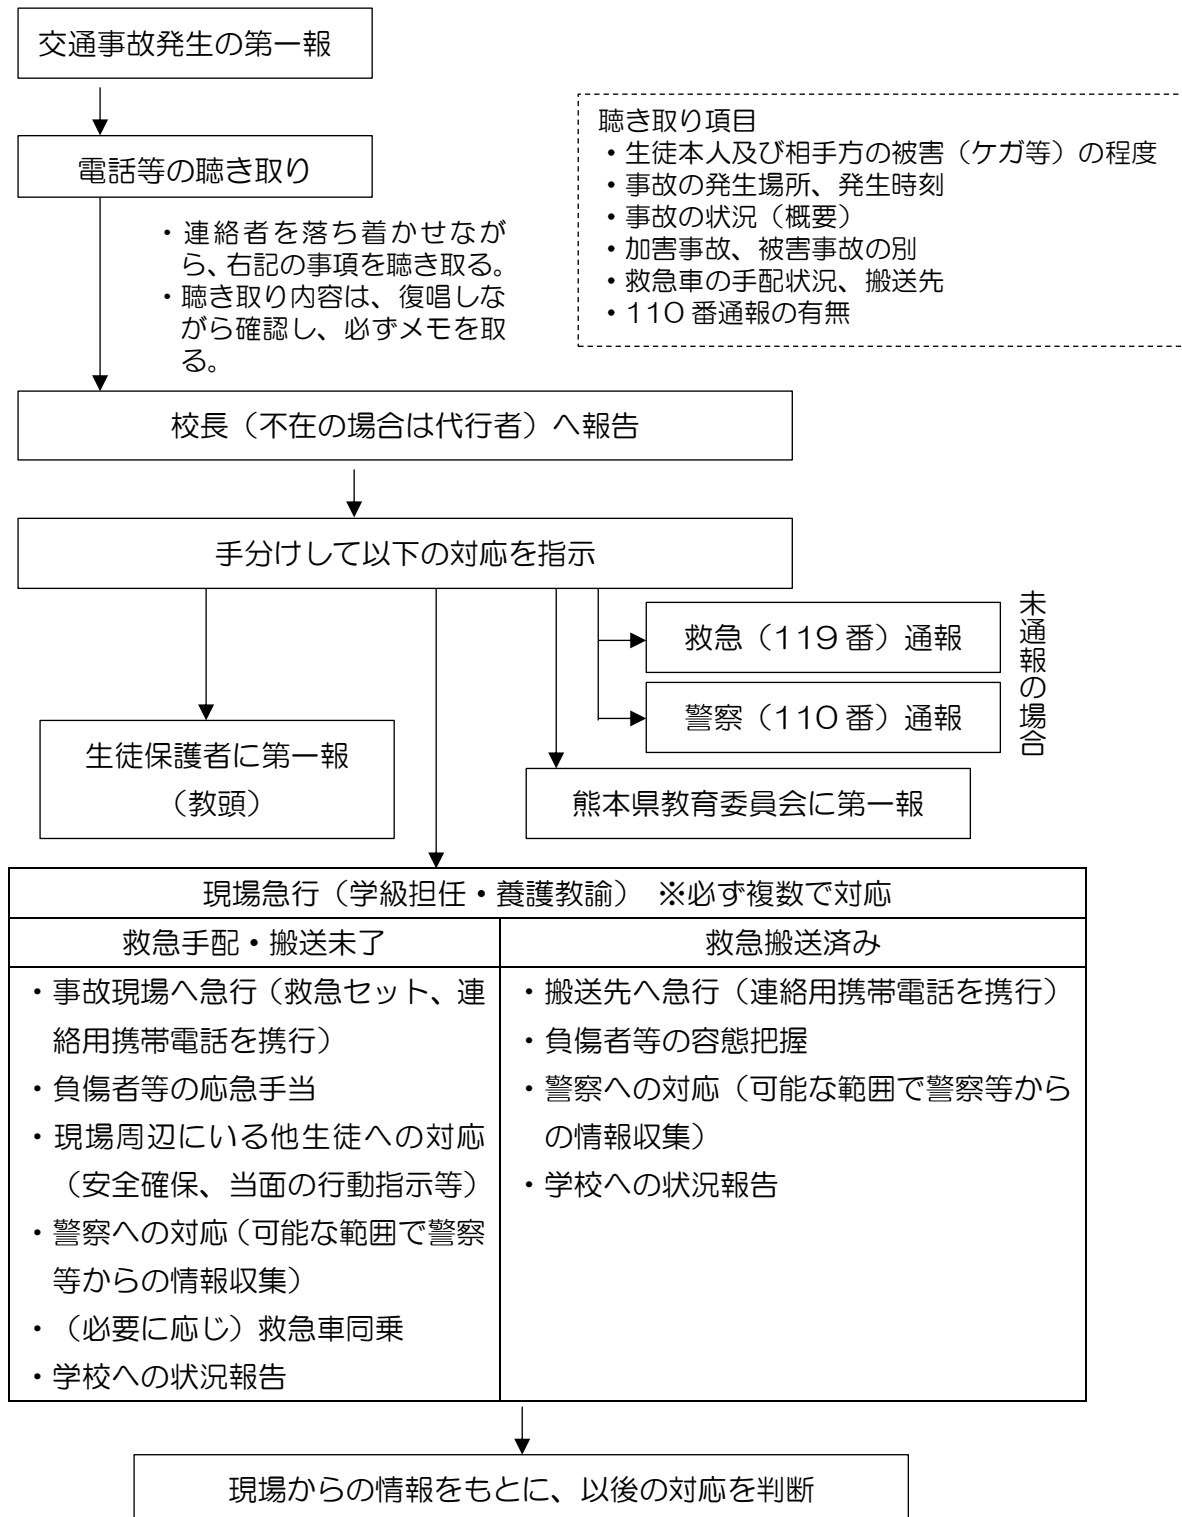 交通事故発生の第一報
電話等の聴き取り
・連絡者を落ち着かせなが
ら、右記の事項を聴き取る。
・聴き取り内容は、復唱しな
がら確認し、必ずメモを取
る。
聴き取り項目
・生徒本人及び相手方の被害（ケガ等）の程度
・事故の発生場所、発生時刻
・事故の状況（概要）
・加害事故、被害事故の別
・救急車の手配状況、搬送先
・110番通報の有無
校長（不在の場合は代行者）へ報告
手分けして以下の対応を指示
救急（119番）通報
警察（110番）通報
未通報の場合
生徒保護者に第一報
（教頭）
熊本県教育委員会に第一報
現場急行（学級担任・養護教諭）　※必ず複数で対応
救急手配・搬送未了
・事故現場へ急行（救急セット、連
絡用携帯電話を携行）
・負傷者等の応急手当
・現場周辺にいる他生徒への対応
（安全確保、当面の行動指示等）
・警察への対応（可能な範囲で警察
等からの情報収集）
・（必要に応じ）救急車同乗
・学校への状況報告
救急搬送済み
・搬送先へ急行（連絡用携帯電話を携行）
・負傷者等の容態把握
・警察への対応（可能な範囲で警察等から
の情報収集）
・学校への状況報告
現場からの情報をもとに、以後の対応を判断